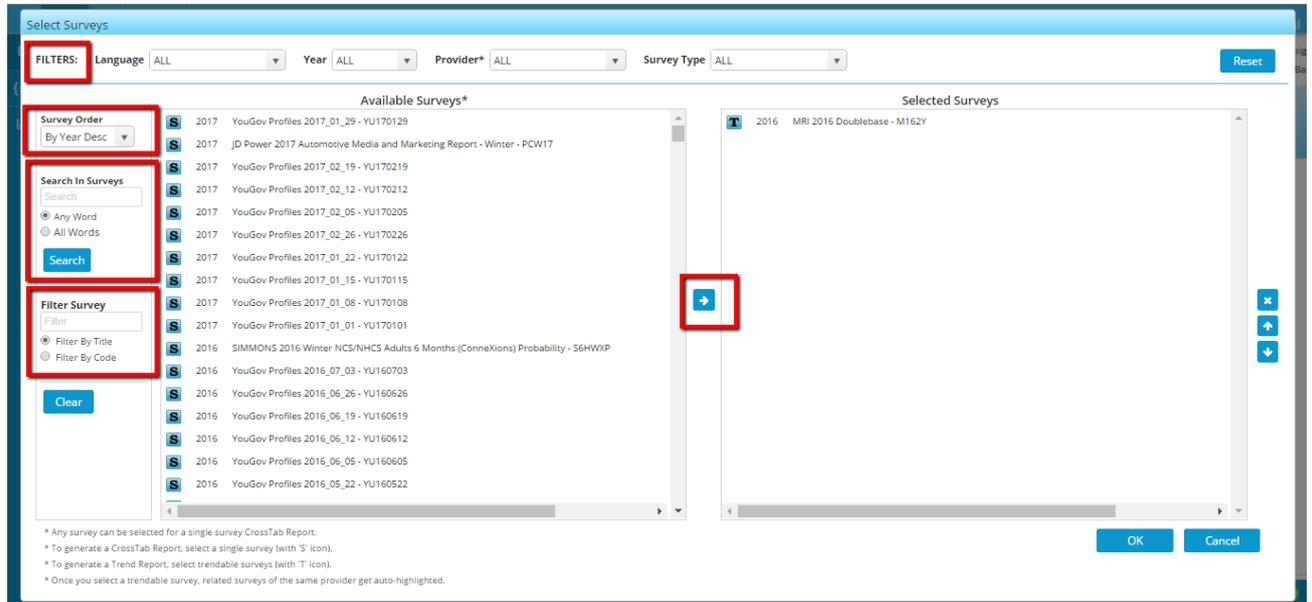 Select Surveys
FILTERS: Language ALL Year ALL Provider* ALL Survey Type ALL Reset
Available Surveys*
Selected Surveys
Survey Order
By Year Desc
Search In Surveys
Search
Any Word
All Words
Search
Filter Survey
Filter
Filter By Title
Filter By Code
Clear
S 2017 YouGov Profiles 2017_01_29 - YU170129
S 2017 JD Power 2017 Automotive Media and Marketing Report - Winter - PCW17
S 2017 YouGov Profiles 2017_02_19 - YU170219
S 2017 YouGov Profiles 2017_02_12 - YU170212
S 2017 YouGov Profiles 2017_02_05 - YU170205
S 2017 YouGov Profiles 2017_02_26 - YU170226
S 2017 YouGov Profiles 2017_01_22 - YU170122
S 2017 YouGov Profiles 2017_01_15 - YU170115
S 2017 YouGov Profiles 2017_01_08 - YU170108
S 2017 YouGov Profiles 2017_01_01 - YU170101
S 2016 SIMMONS 2016 Winter NCS/NHCS Adults 6 Months (ConneXions) Probability - S6HWXP
S 2016 YouGov Profiles 2016_07_03 - YU160703
S 2016 YouGov Profiles 2016_06_26 - YU160626
S 2016 YouGov Profiles 2016_06_19 - YU160619
S 2016 YouGov Profiles 2016_06_12 - YU160612
S 2016 YouGov Profiles 2016_06_05 - YU160605
S 2016 YouGov Profiles 2016_05_22 - YU160522
T 2016 MRI 2016 Doublebase - M162Y
* Any survey can be selected for a single survey CrossTab Report.
* To generate a CrossTab Report, select a single survey (with 'S' icon).
* To generate a Trend Report, select trendable surveys (with 'T' icon).
* Once you select a trendable survey, related surveys of the same provider get auto-highlighted.
OK Cancel